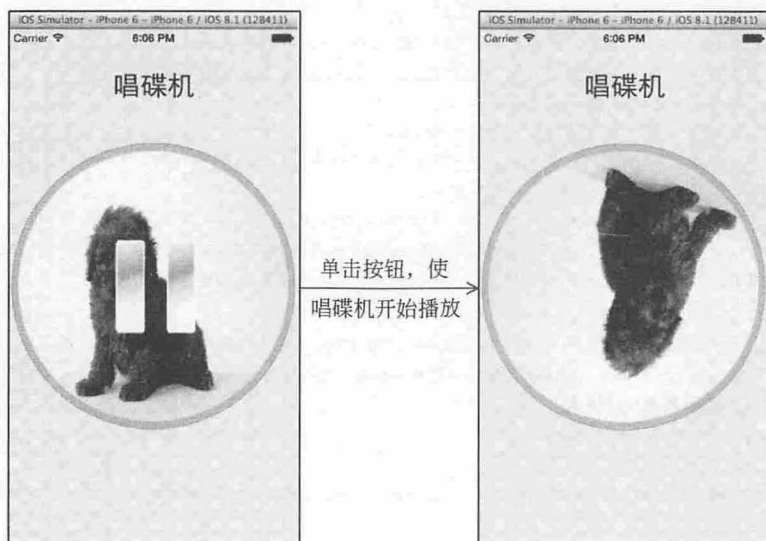 iOS Simulator - iPhone 6 - iPhone 6 / iOS 8.1 (12B411)
Carrier 6:06 PM
唱碟机
单击按钮，使
唱碟机开始播放
iOS Simulator - iPhone 6 - iPhone 6 / iOS 8.1 (12B411)
Carrier 6:06 PM
唱碟机